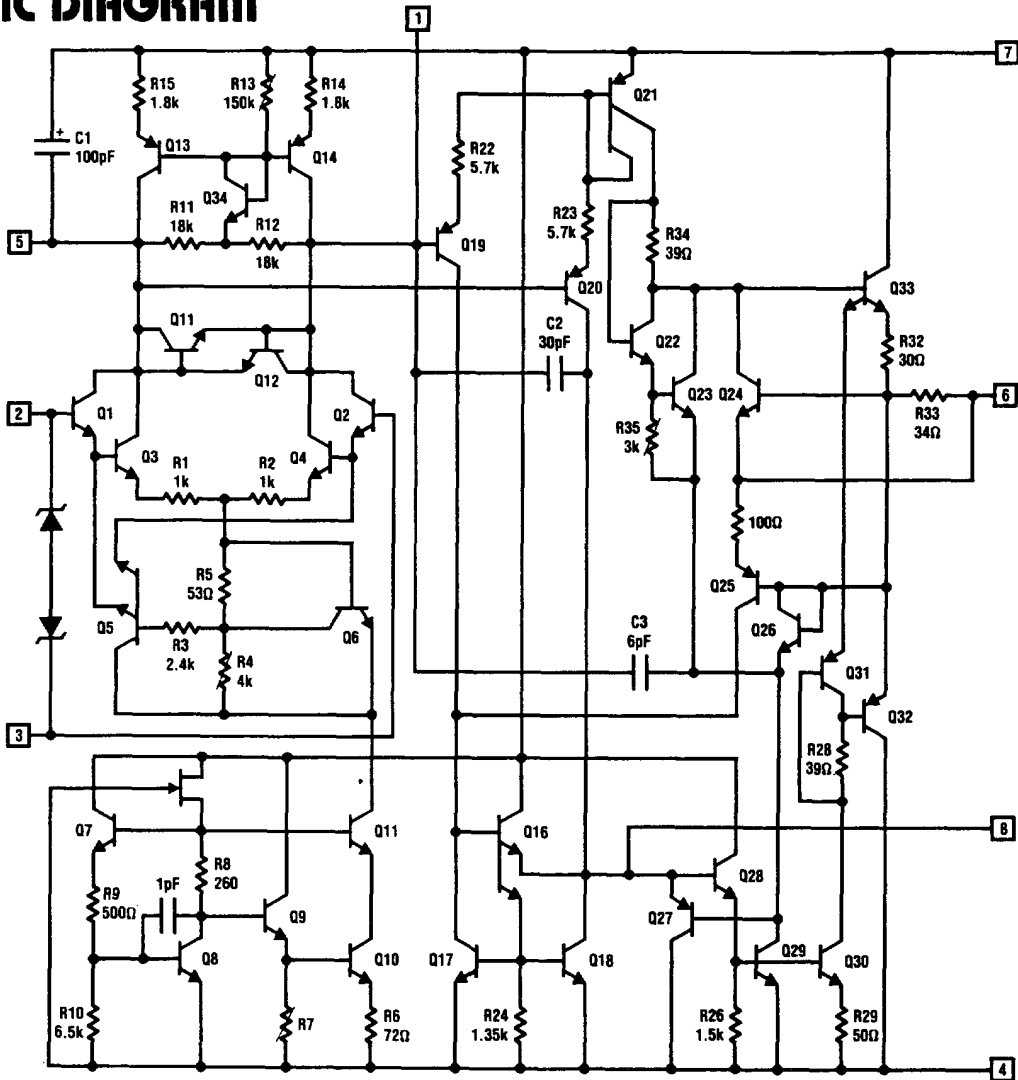 IC DIAGRAM
1
7
R15
1.8k
R13
150k
R14
1.8k
Q21
C1
100pF
Q13
Q14
R22
5.7k
Q34
R11
18k
R12
18k
R23
5.7k
R34
39Ω
5
Q19
Q20
Q33
Q11
Q12
C2
30pF
Q22
R32
30Ω
2
Q1
Q2
Q23
Q24
6
R33
34Ω
Q3
Q4
R35
3k
R1
1k
R2
1k
100Ω
R5
53Ω
Q25
Q5
Q6
Q26
R3
2.4k
R4
4k
C3
6pF
Q31
Q32
3
R28
39Ω
Q7
Q11
Q16
8
R8
260
1pF
Q28
R9
500Ω
Q9
Q27
Q8
Q10
Q17
Q18
Q29
Q30
R10
6.5k
R7
R6
72Ω
R24
1.35k
R26
1.5k
R29
50Ω
4